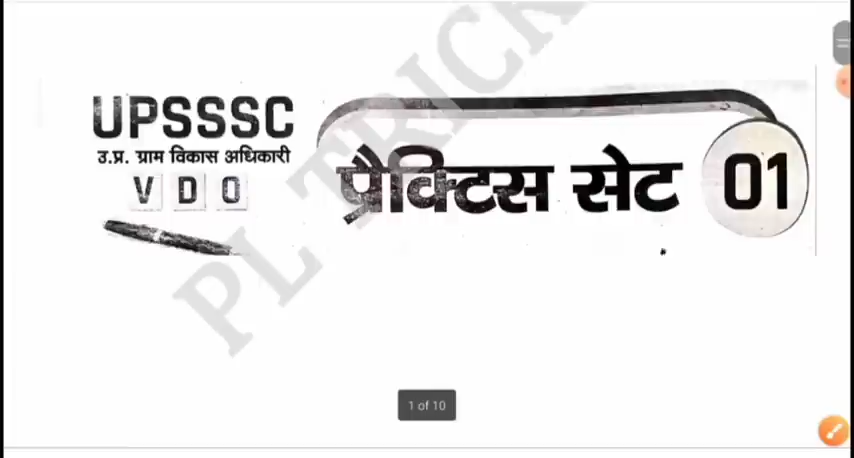 UPSSSC
उ.प्र. ग्राम विकास अधिकारी
VDO
प्रैक्टिस सेट 01
PL TRICK
1 of 10